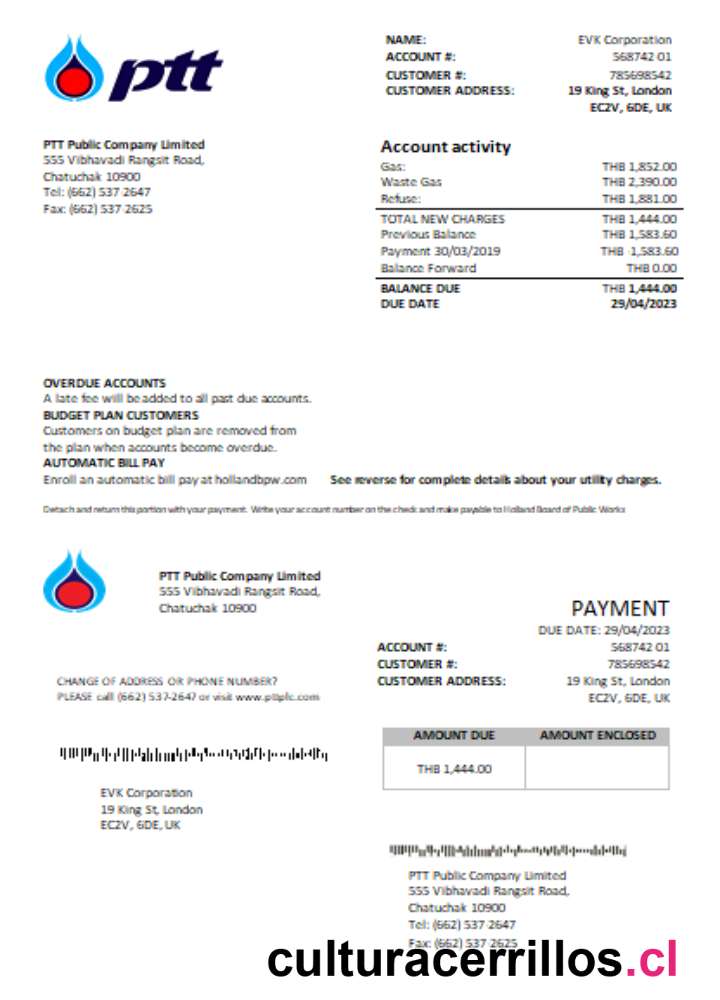 ptt
NAME: EVK Corporation
ACCOUNT #: 568742 01
CUSTOMER #: 785698542
CUSTOMER ADDRESS: 19 King St, London
EC2V, 6DE, UK
PTT Public Company Limited
555 Vibhavadi Rangsit Road,
Chatuchak 10900
Tel: (662) 537 2647
Fax: (662) 537 2625
Account activity
Gas: THB 1,852.00
Waste Gas THB 2,390.00
Refuse: THB 1,881.00
TOTAL NEW CHARGES THB 1,444.00
Previous Balance THB 1,583.60
Payment 30/03/2019 THB -1,583.60
Balance Forward THB 0.00
BALANCE DUE THB 1,444.00
DUE DATE 29/04/2023
OVERDUE ACCOUNTS
A late fee will be added to all past due accounts.
BUDGET PLAN CUSTOMERS
Customers on budget plan are removed from
the plan when accounts become overdue.
AUTOMATIC BILL PAY
Enroll an automatic bill pay at hollandbpw.com See reverse for complete details about your utility charges.
Detach and return this portion with your payment. Write your account number on the check and make payable to Holland Board of Public Works
PTT Public Company Limited
555 Vibhavadi Rangsit Road,
Chatuchak 10900
PAYMENT
DUE DATE: 29/04/2023
ACCOUNT #: 568742 01
CUSTOMER #: 785698542
CUSTOMER ADDRESS: 19 King St, London
EC2V, 6DE, UK
CHANGE OF ADDRESS OR PHONE NUMBER?
PLEASE call (662) 537-2647 or visit www.pttplc.com
AMOUNT DUE AMOUNT ENCLOSED
THB 1,444.00
EVK Corporation
19 King St, London
EC2V, 6DE, UK
PTT Public Company Limited
555 Vibhavadi Rangsit Road,
Chatuchak 10900
Tel: (662) 537 2647
Fax: (662) 537 2625
culturacerrillos.cl